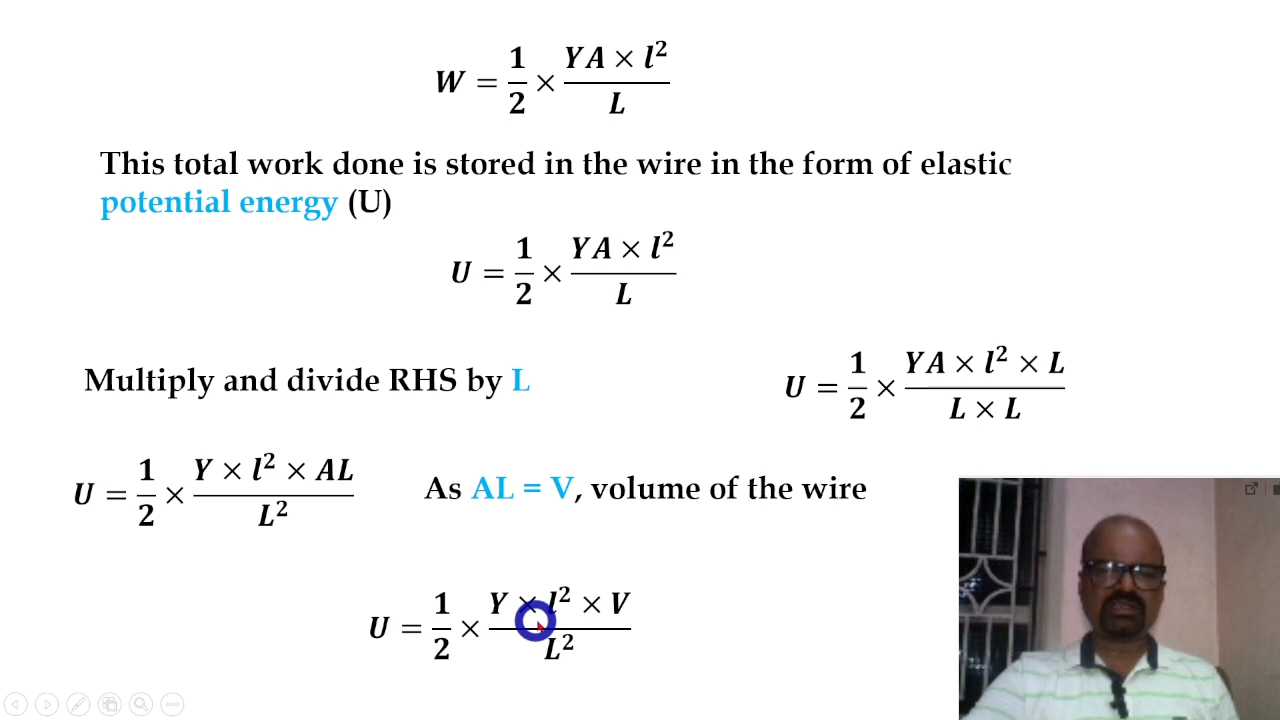 W = 1/2 × YA × l²/L
This total work done is stored in the wire in the form of elastic
potential energy (U)
U = 1/2 × YA × l²/L
Multiply and divide RHS by L
U = 1/2 × YA × l² × L/L × L
U = 1/2 × Y × l² × AL/L²
As AL = V, volume of the wire
U = 1/2 × Y × l² × V/L²